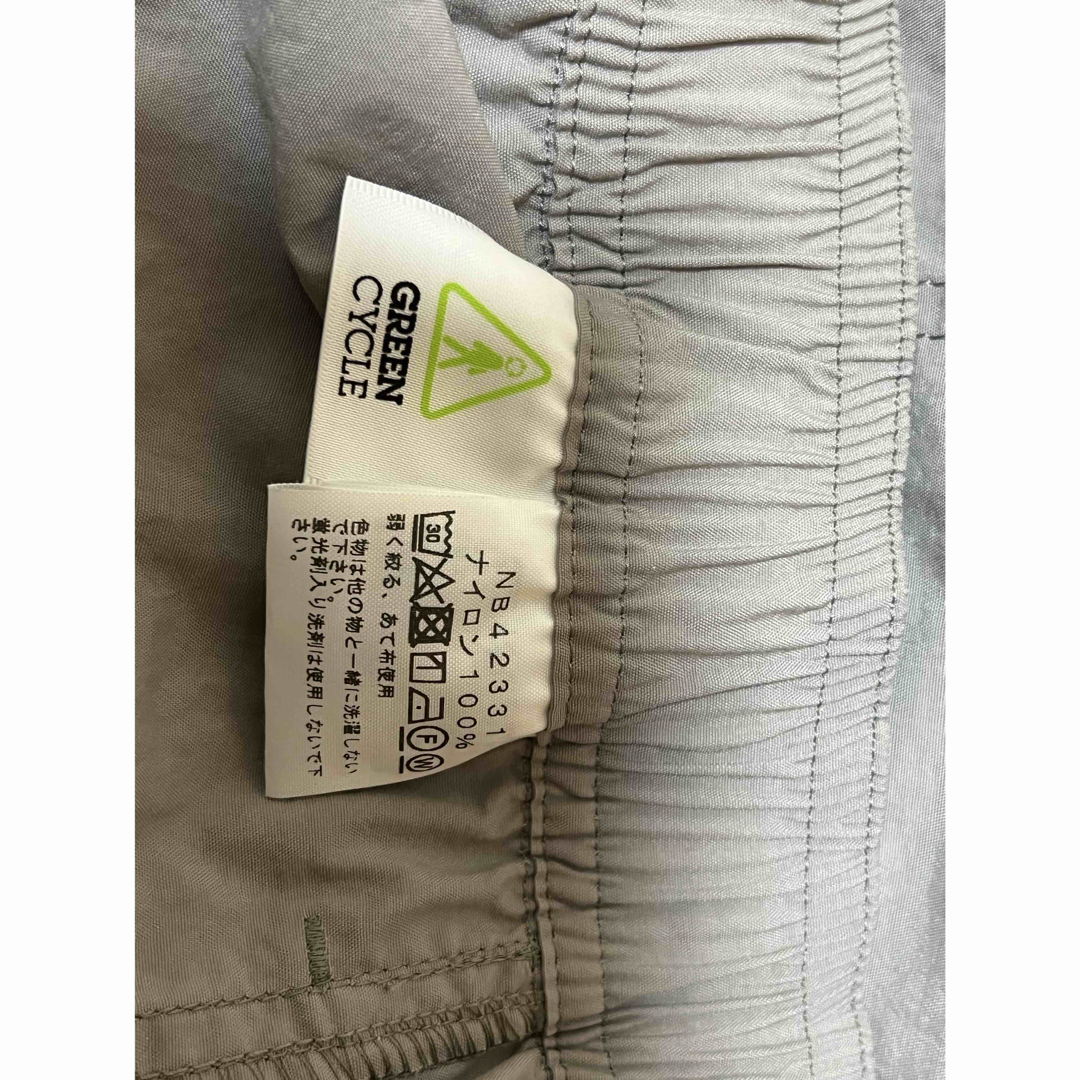 GREEN
CYCLE
NB42331
ナイロン100%
30
F
W
弱く絞る、あて布使用
色物は他の物と一緒に洗濯しない
で下さい。
蛍光剤入り洗剤は使用しないで下
さい。